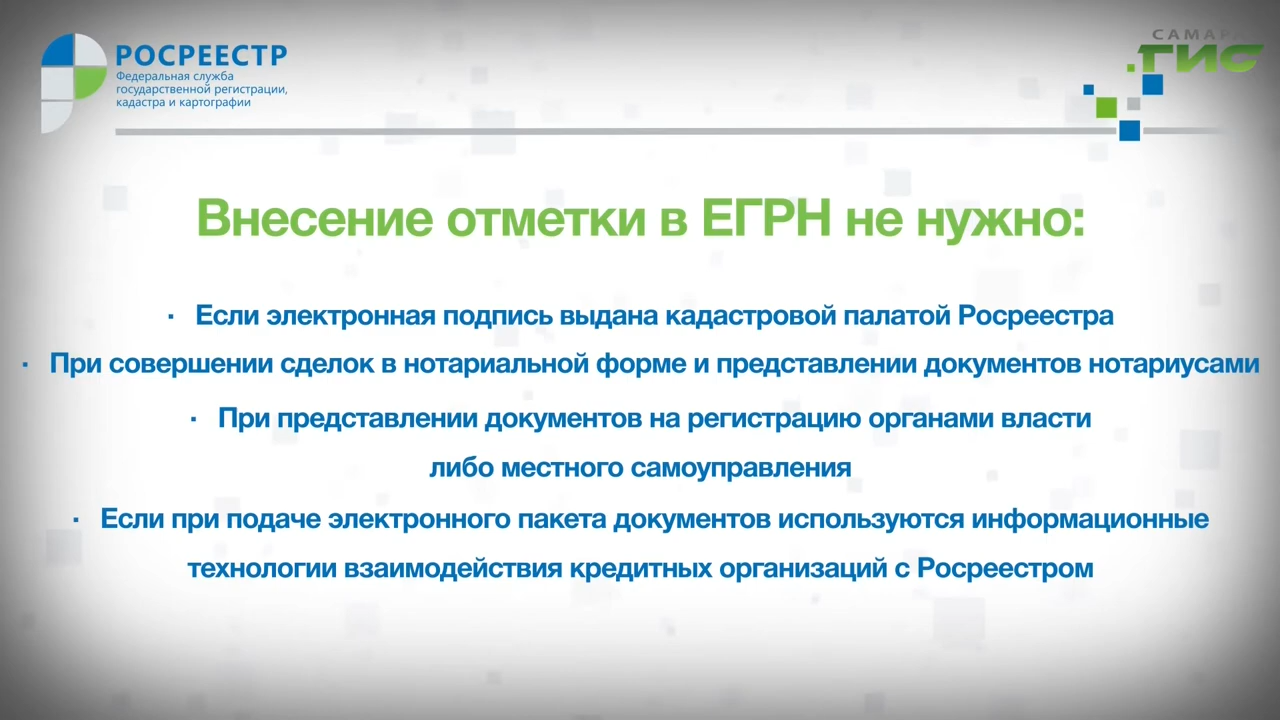 РОСРЕЕСТР
Федеральная служба
государственной регистрации,
кадастра и картографии
САМАРА
.ГИС
Внесение отметки в ЕГРН не нужно:
· Если электронная подпись выдана кадастровой палатой Росреестра
· При совершении сделок в нотариальной форме и представлении документов нотариусами
· При представлении документов на регистрацию органами власти
либо местного самоуправления
· Если при подаче электронного пакета документов используются информационные
технологии взаимодействия кредитных организаций с Росреестром